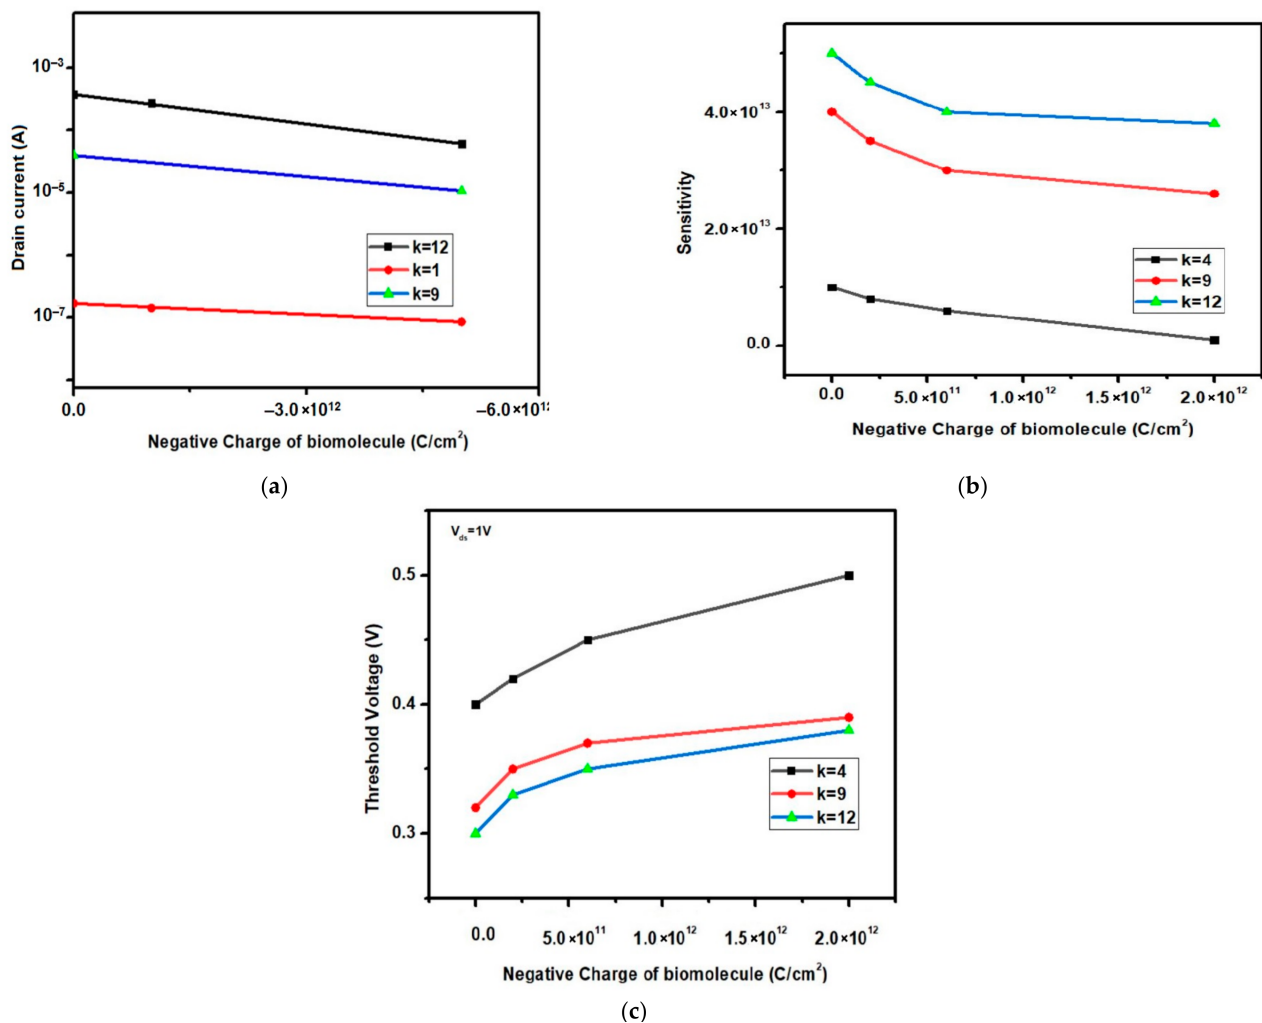 10⁻³
10⁻⁵
10⁻⁷
Drain current (A)
k=12
k=1
k=9
0.0
−3.0×10¹²
−6.0×10¹²
Negative Charge of biomolecule (C/cm²)
(a)
4.0×10¹³
2.0×10¹³
0.0
Sensitivity
k=4
k=9
k=12
0.0
5.0×10¹¹
1.0×10¹²
1.5×10¹²
2.0×10¹²
Negative Charge of biomolecule (C/cm²)
(b)
V_ds=1V
0.5
0.4
0.3
Threshold Voltage (V)
k=4
k=9
k=12
0.0
5.0×10¹¹
1.0×10¹²
1.5×10¹²
2.0×10¹²
Negative Charge of biomolecule (C/cm²)
(c)